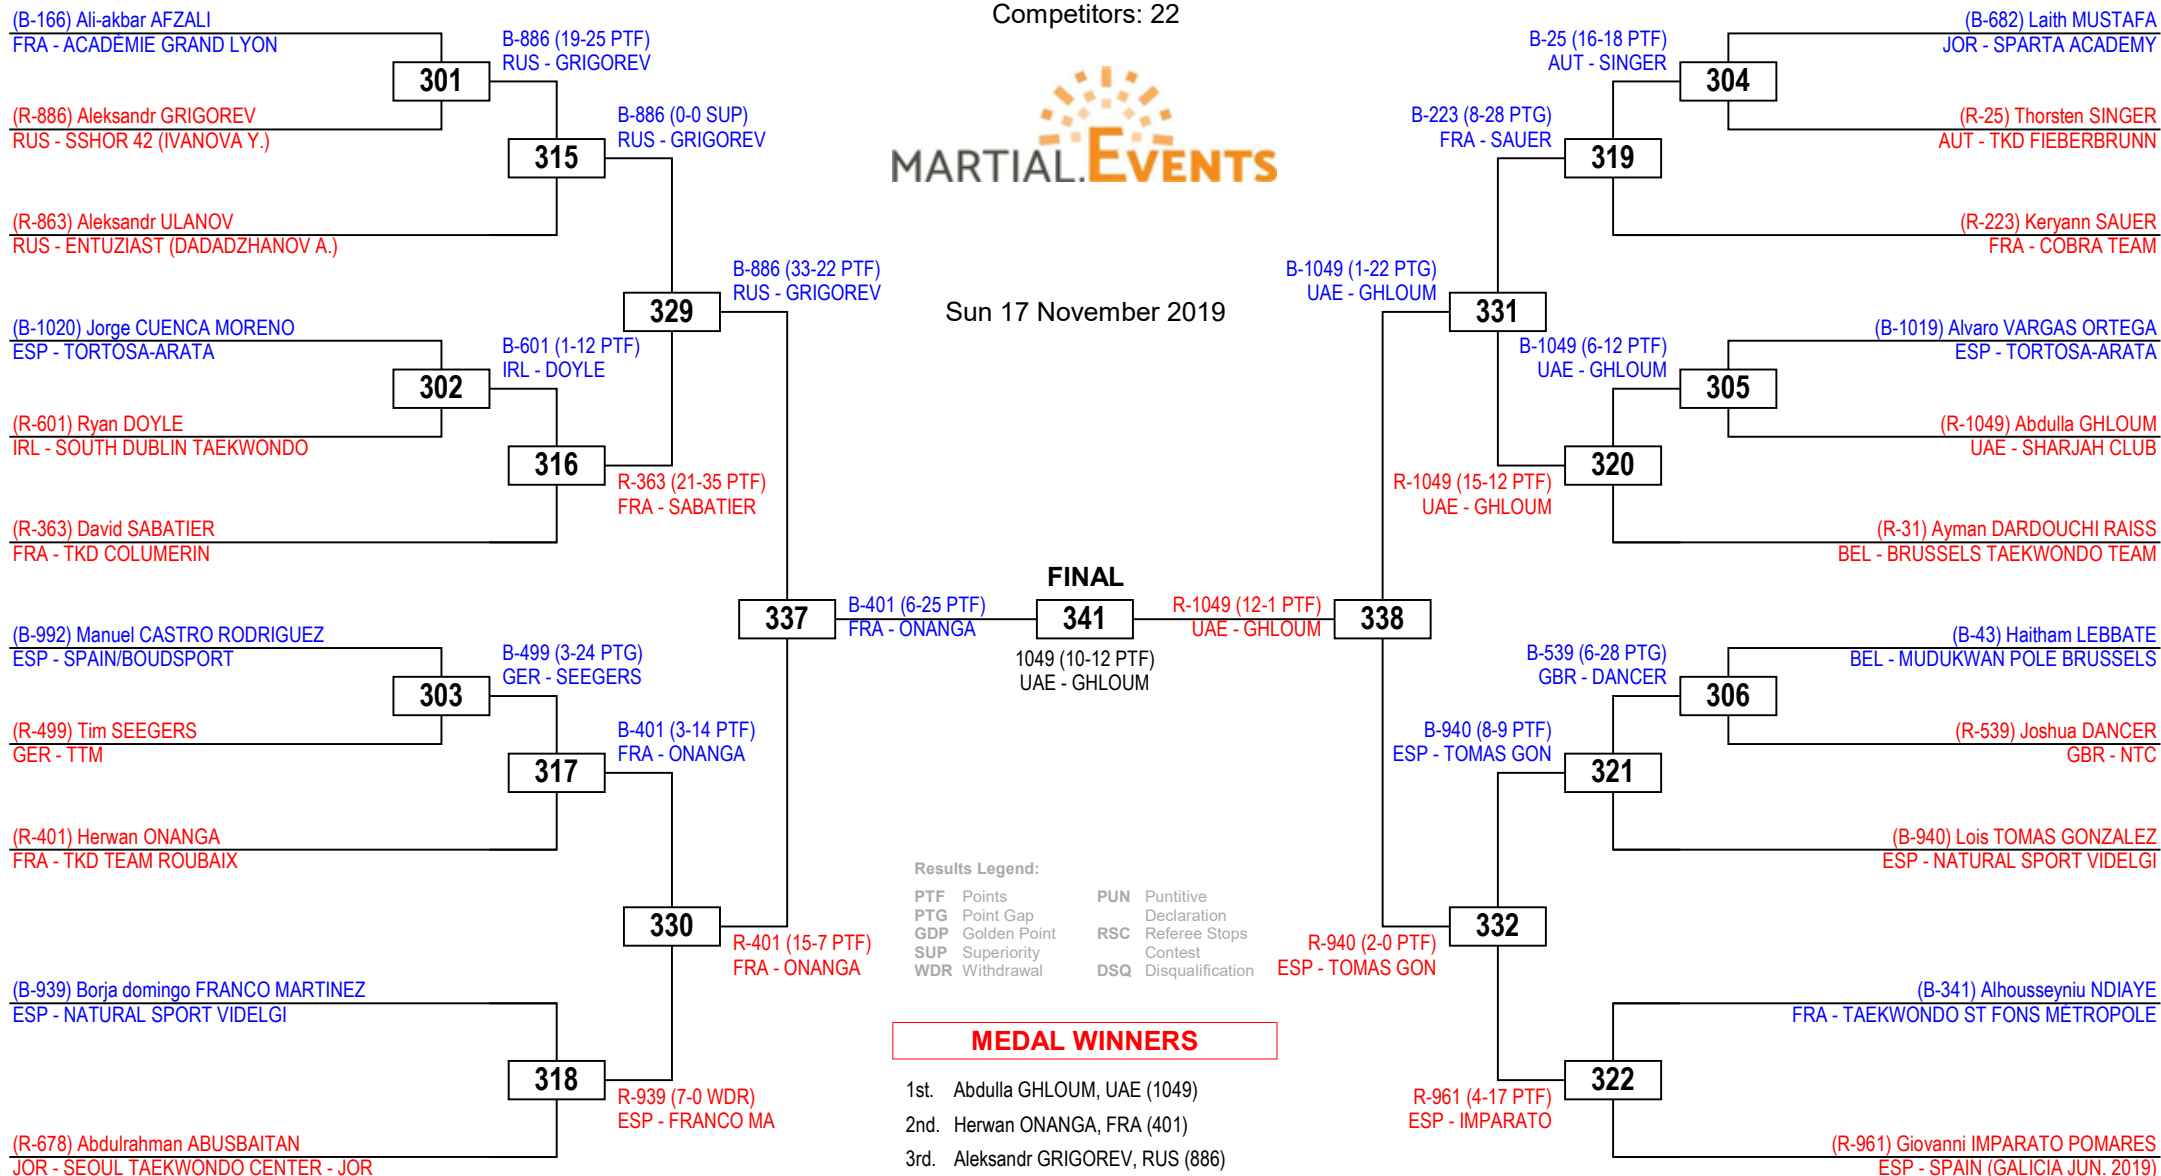 Competitors: 22
MARTIAL.EVENTS
Sun 17 November 2019
(B-166) Ali-akbar AFZALI
FRA - ACADÉMIE GRAND LYON
301
(R-886) Aleksandr GRIGOREV
RUS - SSHOR 42 (IVANOVA Y.)
B-886 (19-25 PTF)
RUS - GRIGOREV
315
(R-863) Aleksandr ULANOV
RUS - ENTUZIAST (DADADZHANOV A.)
B-886 (0-0 SUP)
RUS - GRIGOREV
329
(B-1020) Jorge CUENCA MORENO
ESP - TORTOSA-ARATA
302
(R-601) Ryan DOYLE
IRL - SOUTH DUBLIN TAEKWONDO
B-601 (1-12 PTF)
IRL - DOYLE
316
(R-363) David SABATIER
FRA - TKD COLUMERIN
R-363 (21-35 PTF)
FRA - SABATIER
B-886 (33-22 PTF)
RUS - GRIGOREV
337
(B-992) Manuel CASTRO RODRIGUEZ
ESP - SPAIN/BOUDSPORT
303
(R-499) Tim SEEGERS
GER - TTM
B-499 (3-24 PTG)
GER - SEEGERS
317
(R-401) Herwan ONANGA
FRA - TKD TEAM ROUBAIX
B-401 (3-14 PTF)
FRA - ONANGA
330
(B-939) Borja domingo FRANCO MARTINEZ
ESP - NATURAL SPORT VIDELGI
318
(R-678) Abdulrahman ABUSBAITAN
JOR - SEOUL TAEKWONDO CENTER - JOR
R-939 (7-0 WDR)
ESP - FRANCO MA
R-401 (15-7 PTF)
FRA - ONANGA
B-401 (6-25 PTF)
FRA - ONANGA
FINAL
341
1049 (10-12 PTF)
UAE - GHLOUM
R-1049 (12-1 PTF)
UAE - GHLOUM
338
(B-682) Laith MUSTAFA
JOR - SPARTA ACADEMY
304
(R-25) Thorsten SINGER
AUT - TKD FIEBERBRUNN
B-25 (16-18 PTF)
AUT - SINGER
319
(R-223) Keryann SAUER
FRA - COBRA TEAM
B-223 (8-28 PTG)
FRA - SAUER
331
(B-1019) Alvaro VARGAS ORTEGA
ESP - TORTOSA-ARATA
305
(R-1049) Abdulla GHLOUM
UAE - SHARJAH CLUB
B-1049 (6-12 PTF)
UAE - GHLOUM
320
(R-31) Ayman DARDOUCHI RAISS
BEL - BRUSSELS TAEKWONDO TEAM
R-1049 (15-12 PTF)
UAE - GHLOUM
B-1049 (1-22 PTG)
UAE - GHLOUM
(B-43) Haitham LEBBATE
BEL - MUDUKWAN POLE BRUSSELS
306
(R-539) Joshua DANCER
GBR - NTC
B-539 (6-28 PTG)
GBR - DANCER
321
(B-940) Lois TOMAS GONZALEZ
ESP - NATURAL SPORT VIDELGI
B-940 (8-9 PTF)
ESP - TOMAS GON
332
(B-341) Alhousseyniu NDIAYE
FRA - TAEKWONDO ST FONS MÉTROPOLE
322
(R-961) Giovanni IMPARATO POMARES
ESP - SPAIN (GALICIA JUN. 2019)
R-961 (4-17 PTF)
ESP - IMPARATO
R-940 (2-0 PTF)
ESP - TOMAS GON
Results Legend:
PTF Points
PTG Point Gap
GDP Golden Point
SUP Superiority
WDR Withdrawal
PUN Puntitive
Declaration
RSC Referee Stops
Contest
DSQ Disqualification
MEDAL WINNERS
1st. Abdulla GHLOUM, UAE (1049)
2nd. Herwan ONANGA, FRA (401)
3rd. Aleksandr GRIGOREV, RUS (886)